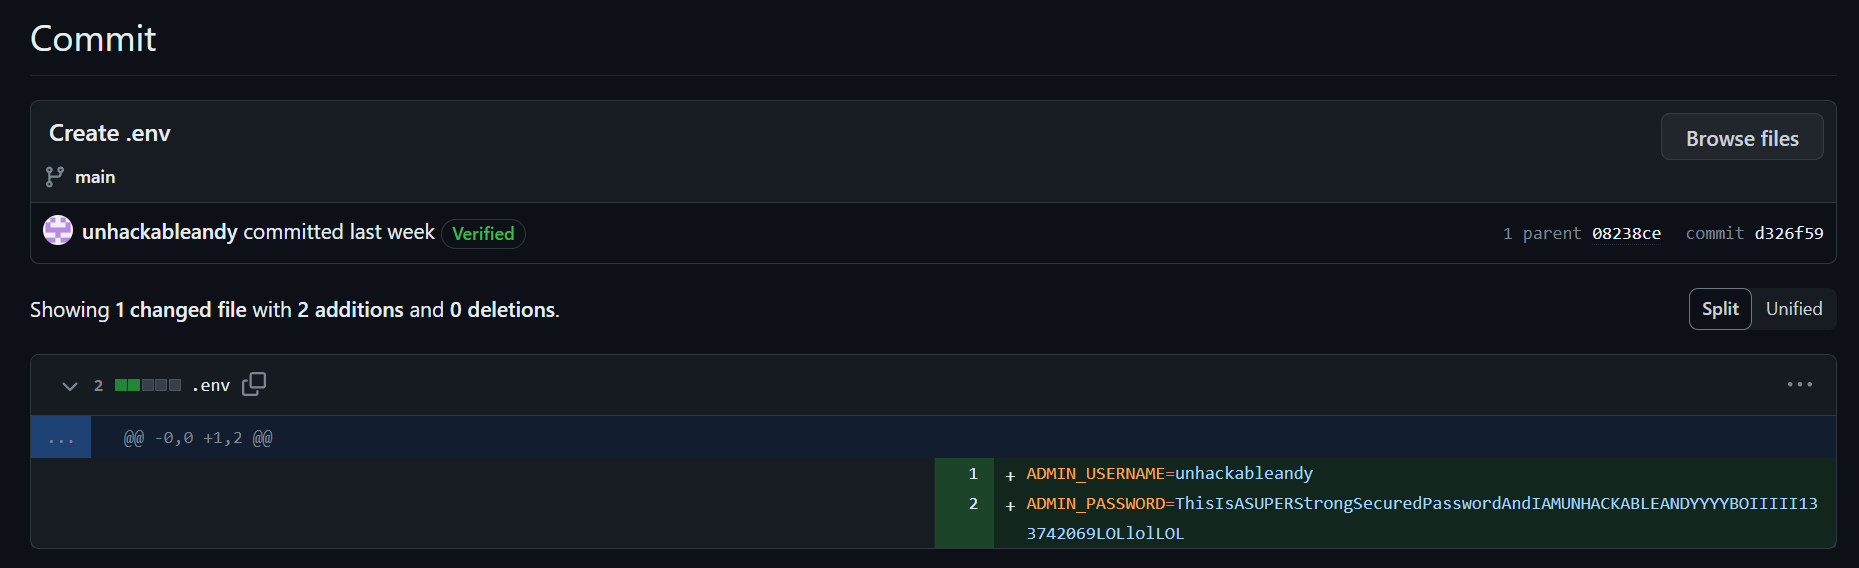 Commit
Create .env
Browse files
main
unhackableandy committed last week Verified
1 parent 08238ce commit d326f59
Showing 1 changed file with 2 additions and 0 deletions.
Split Unified
2 .env
...
... @@ -0,0 +1,2 @@
1 + ADMIN_USERNAME=unhackableandy
2 + ADMIN_PASSWORD=ThisIsASUPERStrongSecuredPasswordAndIAMUNHACKABLEANDYYYYBOIIIII13
3742069LOLlolLOL